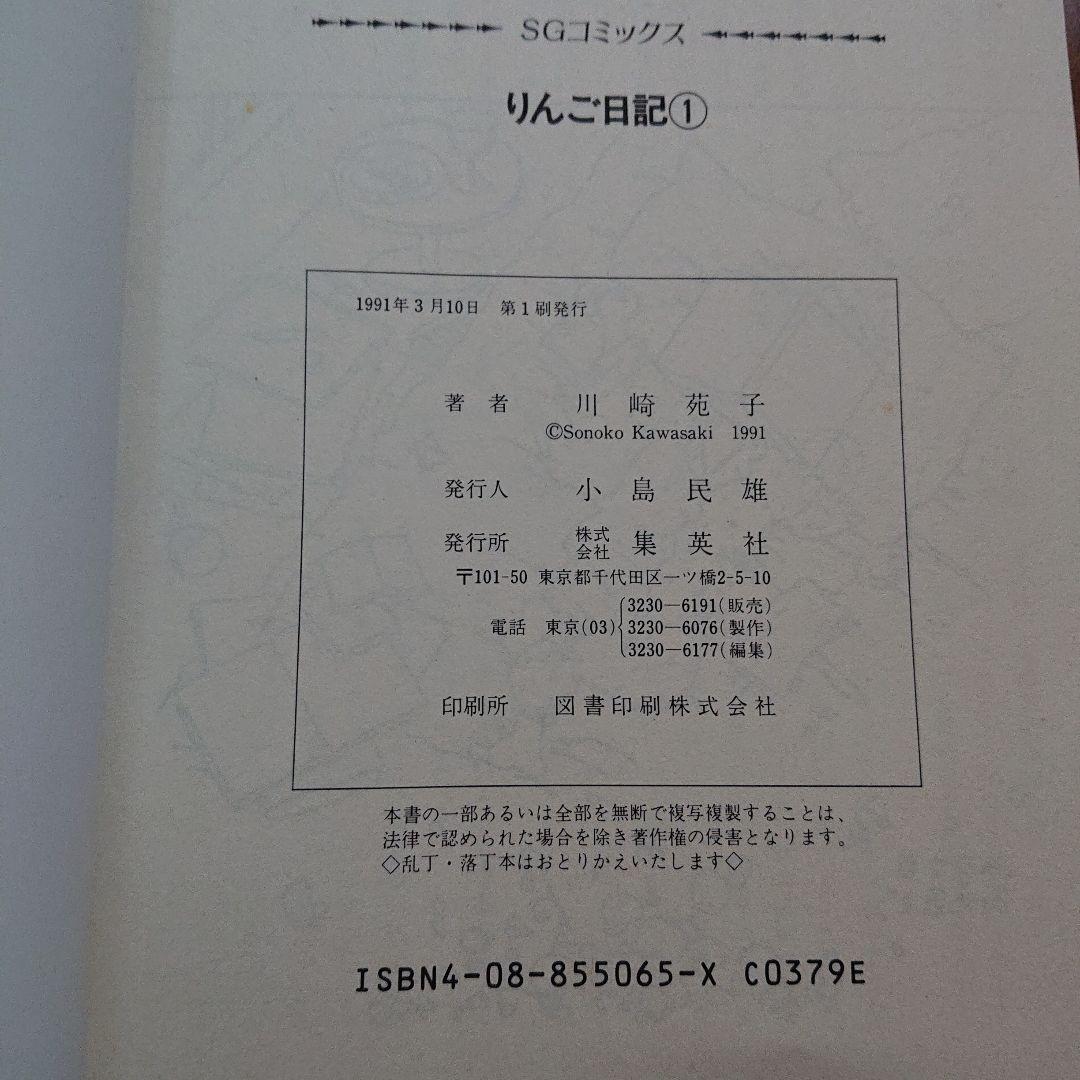 SGコミックス
りんご日記①
1991年3月10日 第1刷発行
著者 川崎苑子
©Sonoko Kawasaki 1991
発行人 小島民雄
発行所 株式会社 集英社
〒101-50 東京都千代田区一ツ橋2-5-10
3230—6191(販売)
電話 東京(03) 3230—6076(製作)
3230—6177(編集)
印刷所 図書印刷株式会社
本書の一部あるいは全部を無断で複写複製することは、
法律で認められた場合を除き著作権の侵害となります。
◇乱丁・落丁本はおとりかえいたします◇
ISBN4-08-855065-X C0379E